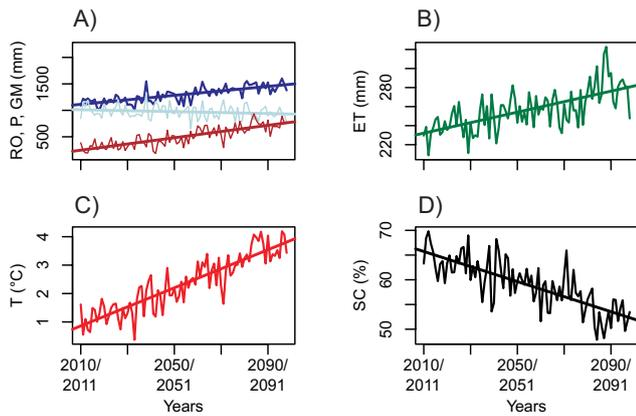 A)
B)
RO, P, GM (mm)
1500
500
ET (mm)
280
220
C)
D)
T (°C)
4
3
2
1
SC (%)
70
60
50
2010/
2011
2050/
2051
2090/
2091
2010/
2011
2050/
2051
2090/
2091
Years
Years